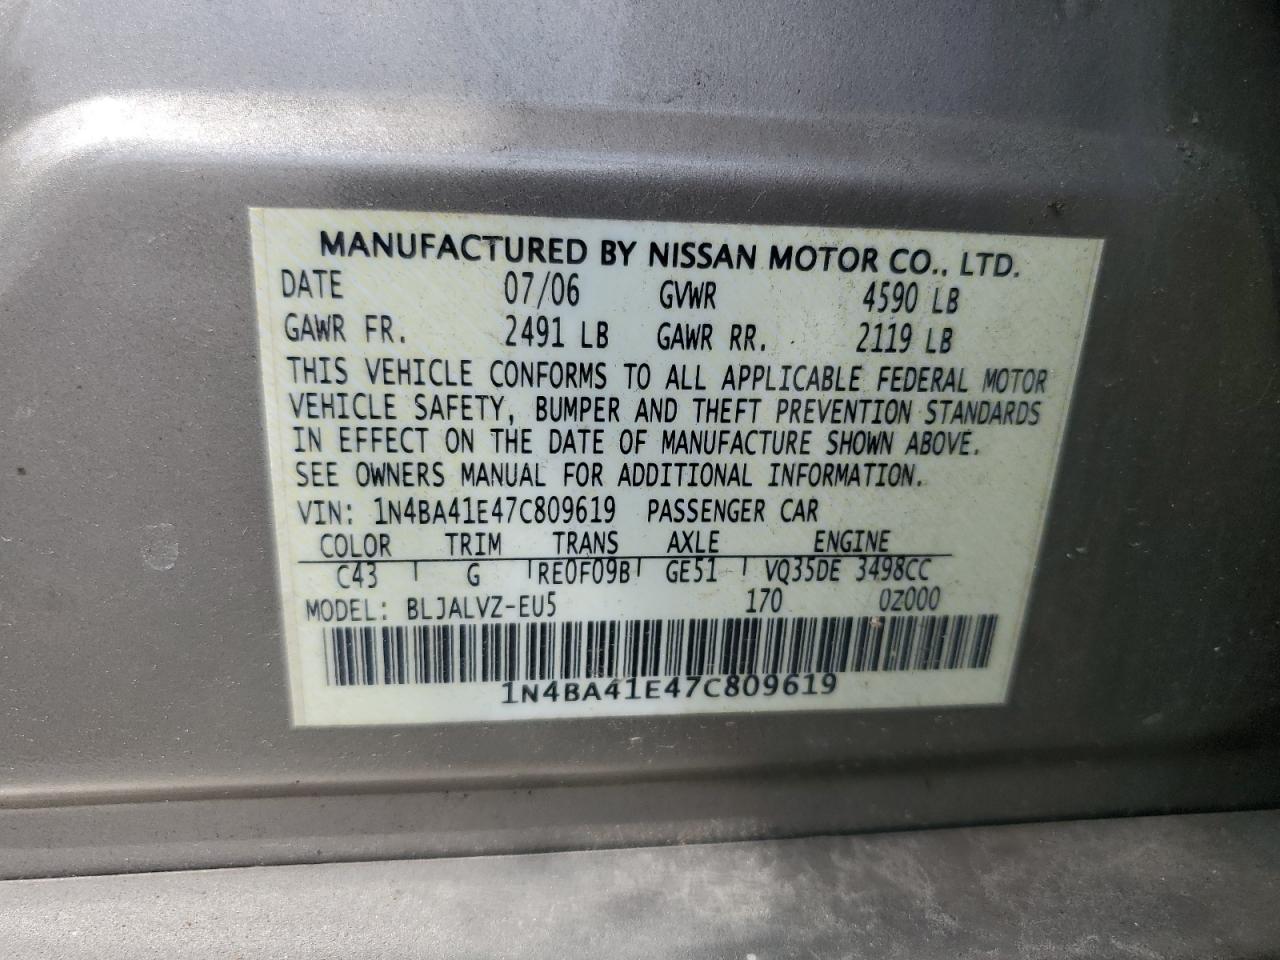 MANUFACTURED BY NISSAN MOTOR CO., LTD.
DATE 07/06 GVWR 4590 LB
GAWR FR. 2491 LB GAWR RR. 2119 LB
THIS VEHICLE CONFORMS TO ALL APPLICABLE FEDERAL MOTOR
VEHICLE SAFETY, BUMPER AND THEFT PREVENTION STANDARDS
IN EFFECT ON THE DATE OF MANUFACTURE SHOWN ABOVE.
SEE OWNERS MANUAL FOR ADDITIONAL INFORMATION.
VIN: 1N4BA41E47C809619 PASSENGER CAR
COLOR TRIM TRANS AXLE ENGINE
C43 G RE0F09B GE51 VQ35DE 3498CC
MODEL: BLJALVZ-EU5 170 0Z000
1N4BA41E47C809619